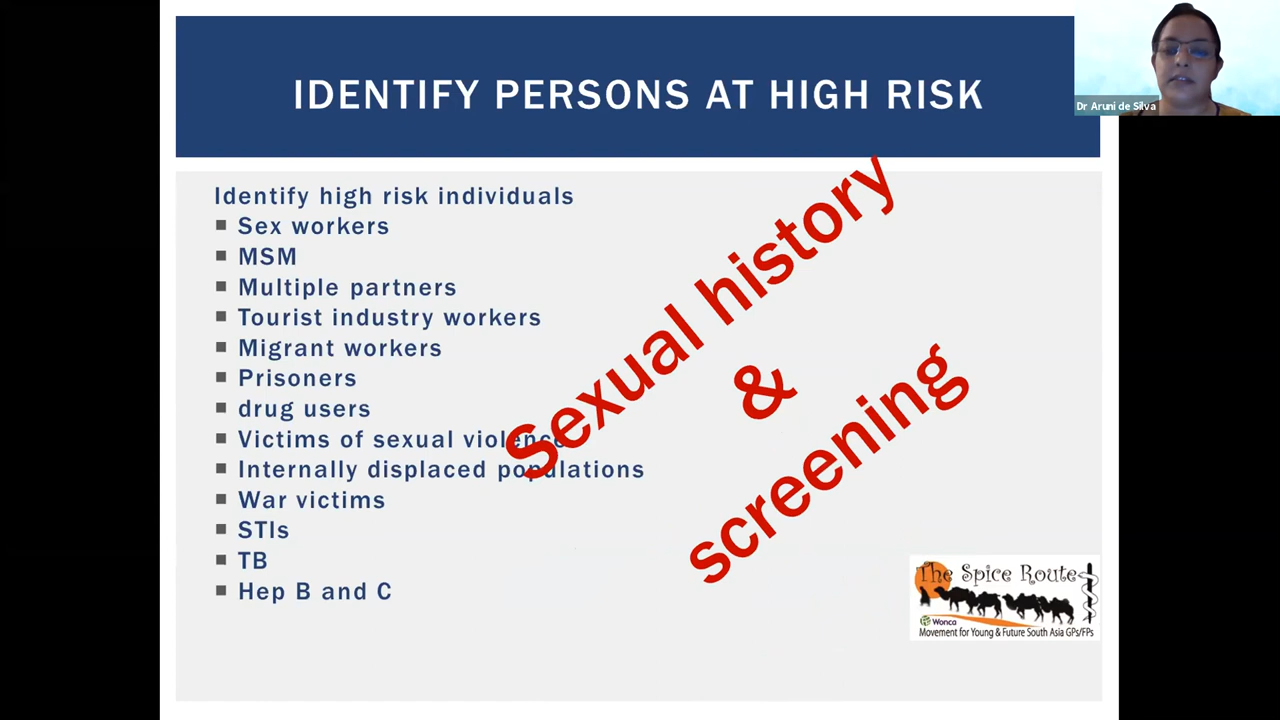 IDENTIFY PERSONS AT HIGH RISK
Dr Aruni de Silva
Identify high risk individuals
Sex workers
MSM
Multiple partners
Tourist industry workers
Migrant workers
Prisoners
drug users
Victims of sexual violence
Internally displaced populations
War victims
STIs
TB
Hep B and C
Sexual history
&
screening
The Spice Route
Wonca
Movement for Young & Future South Asia GPs/FPs